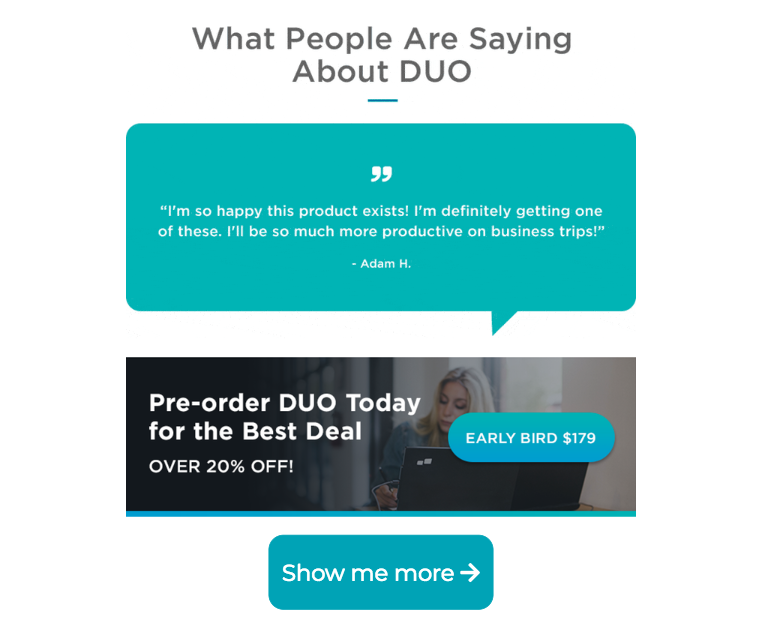 What People Are Saying
About DUO
”
“I'm so happy this product exists! I'm definitely getting one
of these. I'll be so much more productive on business trips!”
- Adam H.
Pre-order DUO Today
for the Best Deal
EARLY BIRD $179
OVER 20% OFF!
Show me more →